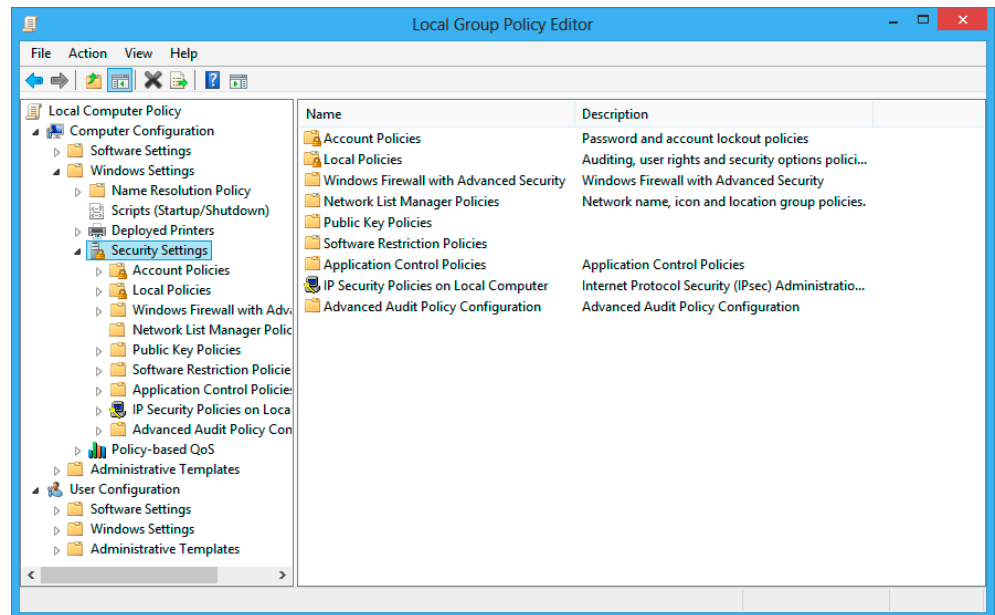 Local Group Policy Editor
File Action View Help
Local Computer Policy
Computer Configuration
Software Settings
Windows Settings
Name Resolution Policy
Scripts (Startup/Shutdown)
Deployed Printers
Security Settings
Account Policies
Local Policies
Windows Firewall with Adv
Network List Manager Polic
Public Key Policies
Software Restriction Policie
Application Control Policie
IP Security Policies on Loca
Advanced Audit Policy Con
Policy-based QoS
Administrative Templates
User Configuration
Software Settings
Windows Settings
Administrative Templates
Name Description
Account Policies Password and account lockout policies
Local Policies Auditing, user rights and security options polici...
Windows Firewall with Advanced Security Windows Firewall with Advanced Security
Network List Manager Policies Network name, icon and location group policies.
Public Key Policies
Software Restriction Policies
Application Control Policies Application Control Policies
IP Security Policies on Local Computer Internet Protocol Security (IPsec) Administratio...
Advanced Audit Policy Configuration Advanced Audit Policy Configuration